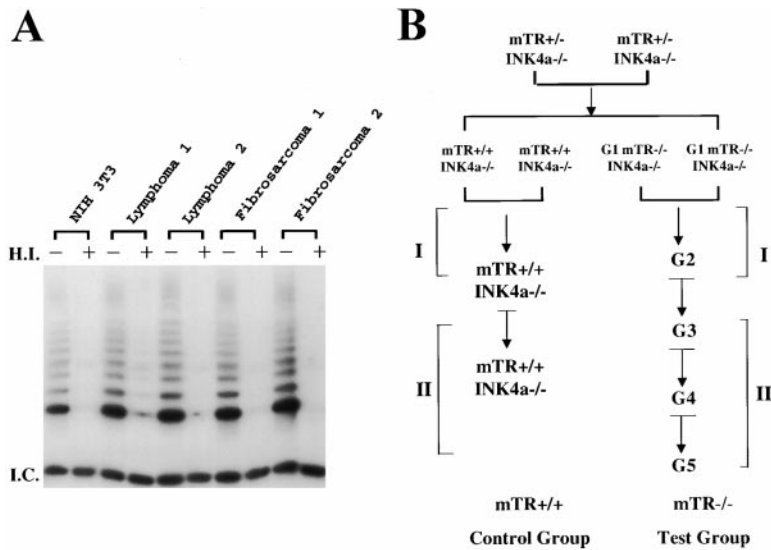 A
NIH 3T3
Lymphoma 1
Lymphoma 2
Fibrosarcoma 1
Fibrosarcoma 2
H.I. – + – + – + – + – +
I.C.
B
mTR+/- mTR+/-
INK4a-/- INK4a-/-
mTR+/+ mTR+/+ G1 mTR-/- G1 mTR-/-
INK4a-/- INK4a-/- INK4a-/- INK4a-/-
I G2 I
mTR+/+
INK4a-/-
G3
mTR+/+
INK4a-/-
II G4 II
G5
mTR+/+ mTR-/-
Control Group Test Group